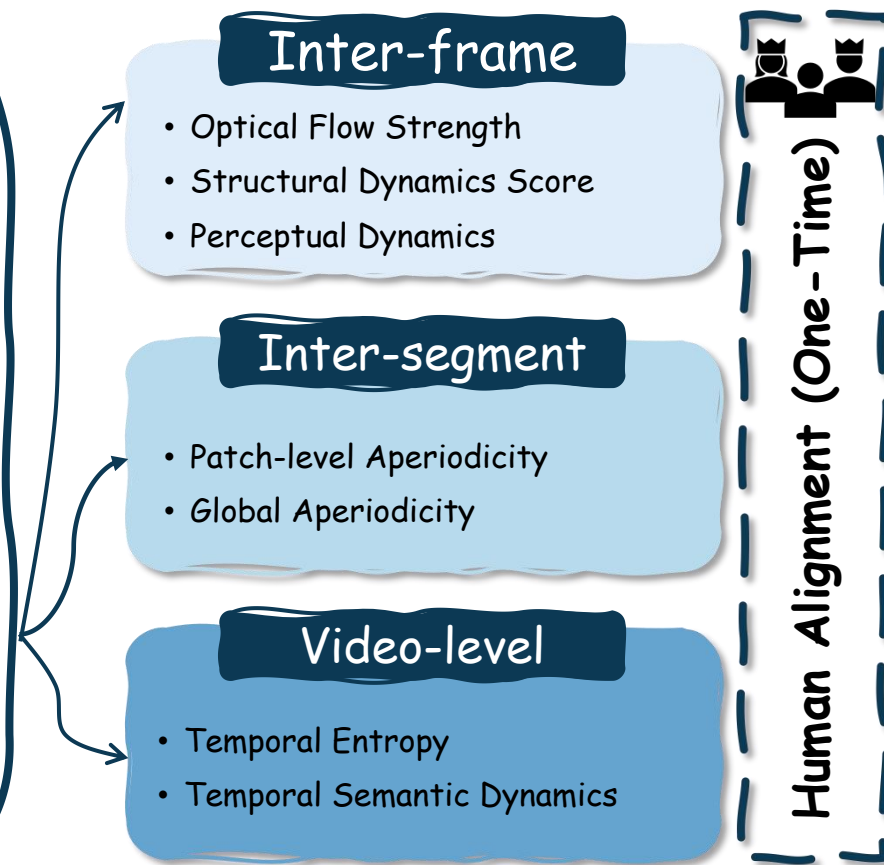 Inter-frame
• Optical Flow Strength
• Structural Dynamics Score
• Perceptual Dynamics
Inter-segment
• Patch-level Aperiodicity
• Global Aperiodicity
Video-level
• Temporal Entropy
• Temporal Semantic Dynamics
Human Alignment (One-Time)